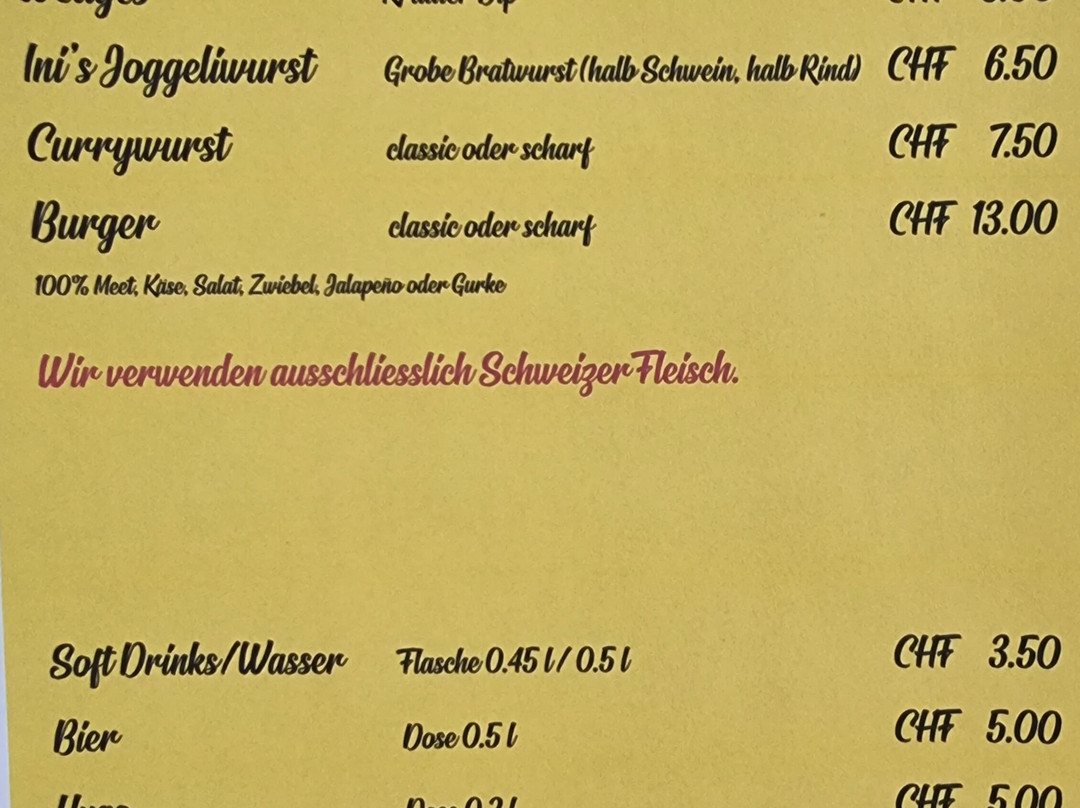 Ini's Joggeliwurst Grobe Bratwurst (halb Schwein, halb Rind) CHF 6.50
Currywurst classic oder scharf CHF 7.50
Burger classic oder scharf CHF 13.00
100% Meet, Käse, Salat, Zwiebel, Jalapeño oder Gurke
Wir verwenden ausschliesslich Schweizer Fleisch.
Soft Drinks/Wasser Flasche 0.45 l / 0.5 l CHF 3.50
Bier Dose 0.5 l CHF 5.00
CHF 5.00